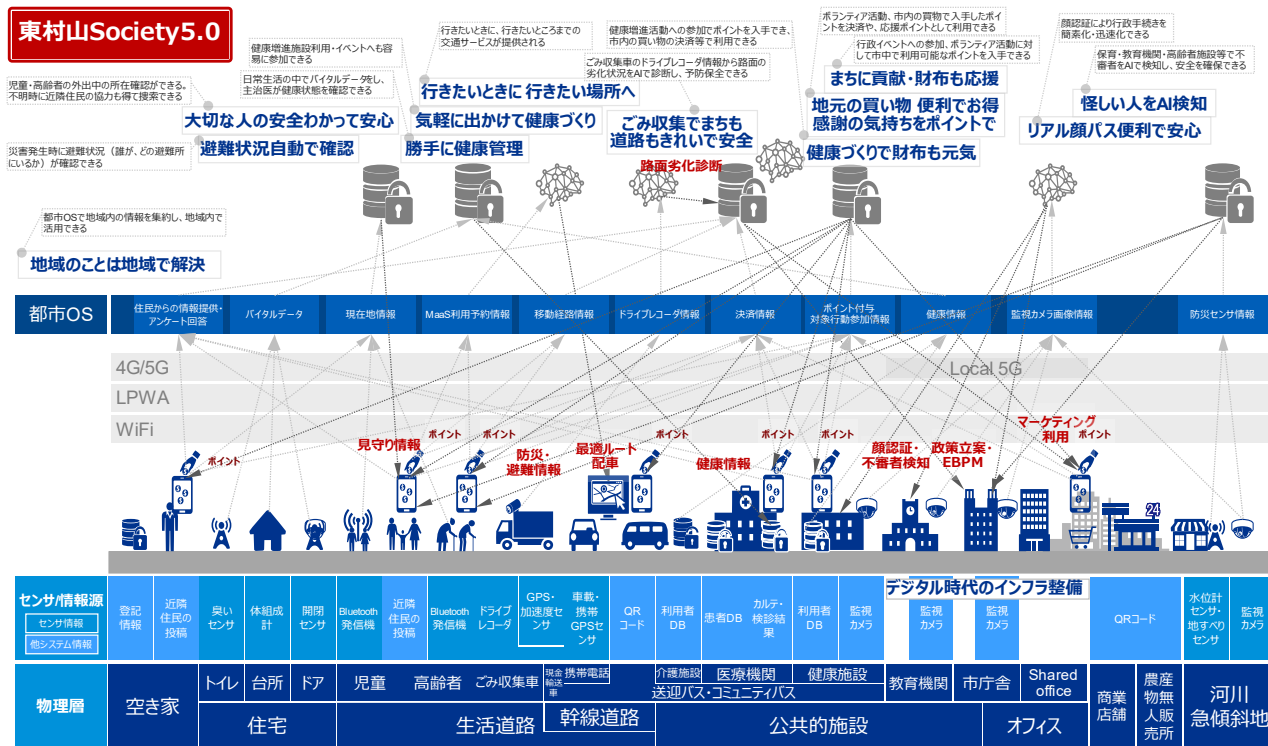 東村山Society5.0
児童・高齢者の外出中の所在確認ができる。
不明時に近隣住民の協力も得て捜索できる
大切な人の安全わかって安心
災害発生時に避難状況（誰が、どの避難所
にいるか）が確認できる
避難状況自動で確認
都市OSで地域内の情報を集約し、地域内で
活用できる
地域のことは地域で解決
健康増進施設利用・イベントへも容
易に参加できる
日常生活の中でバイタルデータをし、
主治医が健康状態を確認できる
行きたいときに、行きたいところまでの
交通サービスが提供される
行きたいときに 行きたい場所へ
気軽に出かけて健康づくり
勝手に健康管理
健康増進活動への参加でポイントを入手でき、
市内の買い物の決済等で利用できる
ごみ収集車のドライブレコーダ情報から路面の
劣化状況をAIで診断し、予防保全できる
ごみ収集でまちも
道路もきれいで安全
路面劣化診断
ボランティア活動、市内の買物で入手したポイ
ントを決済や、応援ポイントとして利用できる
行政イベントへの参加、ボランティア活動に対
して市中で利用可能なポイントを入手できる
まちに貢献・財布も応援
地元の買い物 便利でお得
感謝の気持ちをポイントで
健康づくりで財布も元気
顔認証により行政手続きを
簡素化・迅速化できる
保育・教育機関・高齢者施設等で不
審者をAIで検知し、安全を確保できる
怪しい人をAI検知
リアル顔パス便利で安心
都市OS
住民からの情報提供・
アンケート回答
バイタルデータ
現在地情報
MaaS利用予約情報
移動経路情報
ドライブレコーダ情報
決済情報
ポイント付与
対象行動参加情報
健康情報
監視カメラ画像情報
防災センサ情報
4G/5G
Local 5G
LPWA
WiFi
ポイント
見守り情報
ポイント
ポイント
防災・
避難情報
最適ルート
配車
ポイント
健康情報
ポイント
ポイント
顔認証・
不審者検知
政策立案・
EBPM
マーケティング
利用
ポイント
24
デジタル時代のインフラ整備
センサ/情報源
センサ情報
他システム情報
登記
情報
近隣
住民の
投稿
臭い
センサ
体組成
計
開閉
センサ
Bluetooth
発信機
近隣
住民の
投稿
Bluetooth
発信機
ドライブ
レコーダ
GPS・
加速度セ
ンサ
車載・
携帯
GPSセ
ンサ
QR
コード
利用者
DB
患者DB
カルテ・
検診結
果
利用者
DB
監視
カメラ
監視
カメラ
監視
カメラ
QRコード
水位計
センサ・
地すべり
センサ
監視
カメラ
物理層
空き家
トイレ
台所
ドア
住宅
児童
高齢者
ごみ収集車
生活道路
現金
輸送
車
携帯電話
幹線道路
介護施設
医療機関
健康施設
送迎バス・コミュニティバス
公共的施設
教育機関
市庁舎
Shared
office
オフィス
商業
店舗
農産
物無
人販
売所
河川
急傾斜地